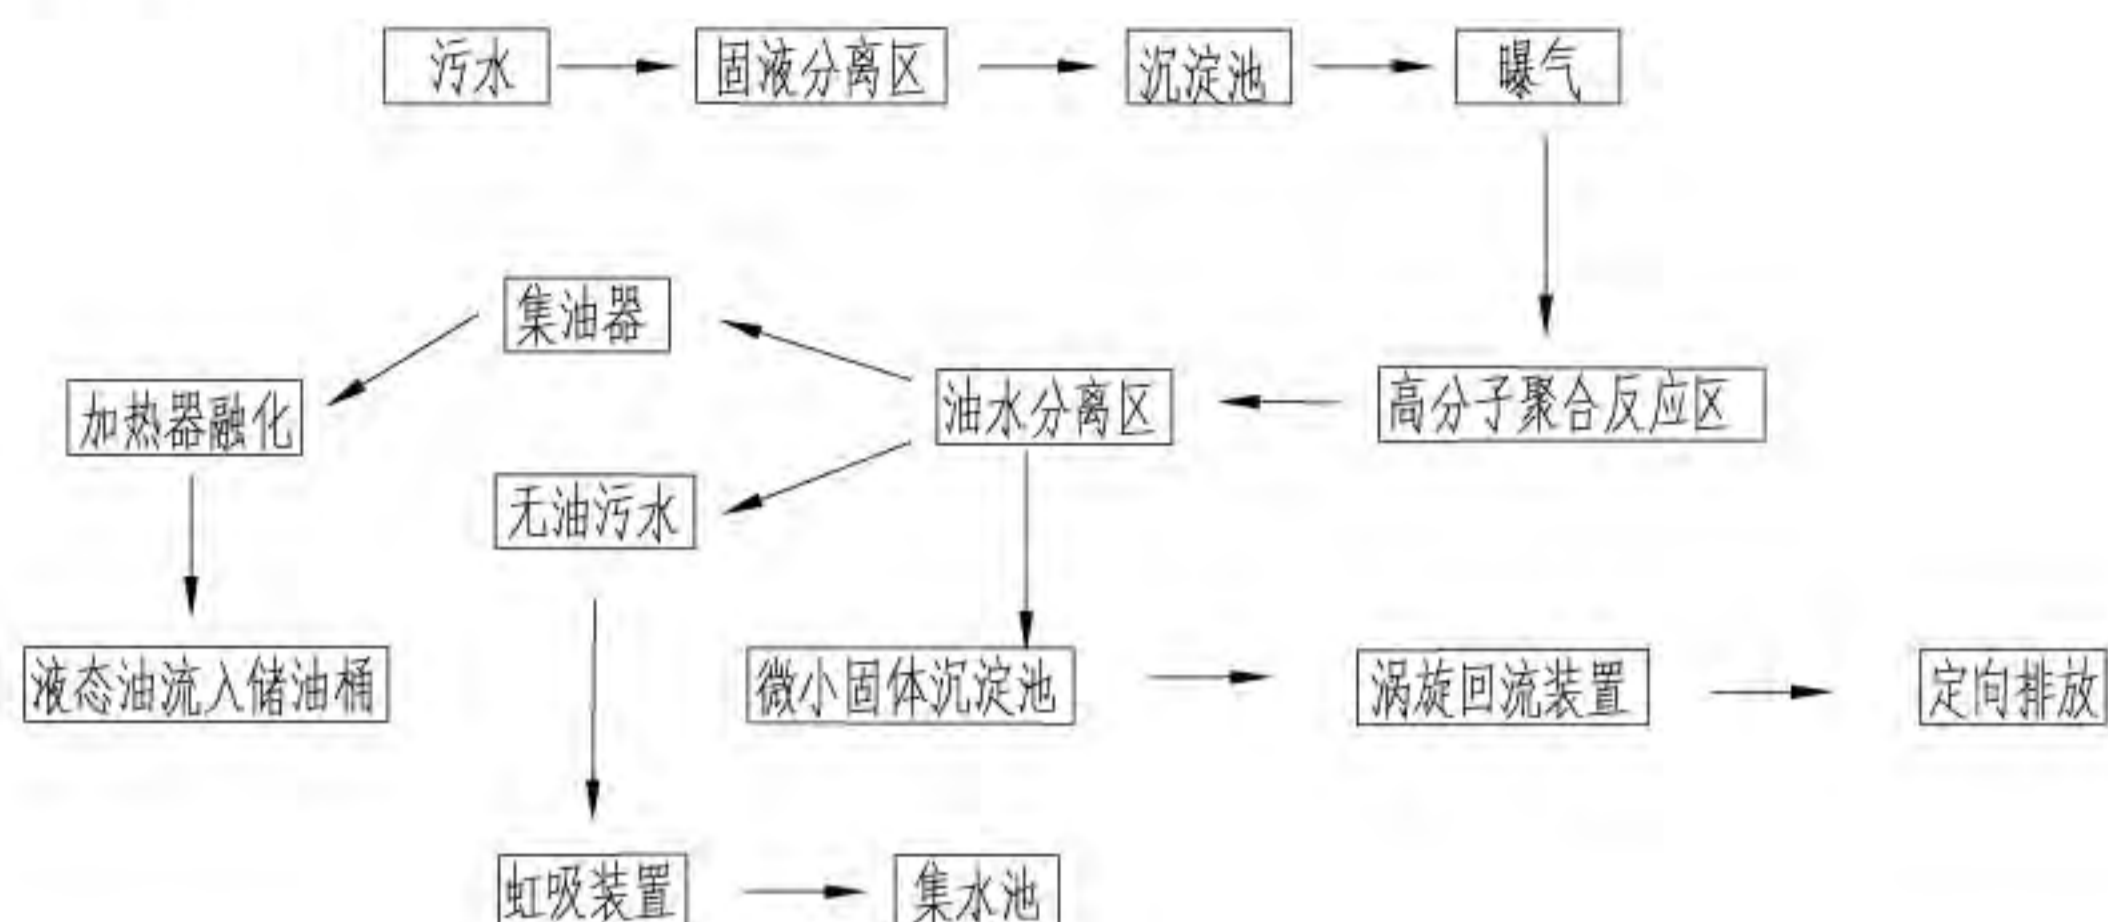 污水
固液分离区
沉淀池
曝气
集油器
加热器融化
油水分离区
高分子聚合反应区
无油污水
液态油流入储油桶
微小固体沉淀池
涡旋回流装置
定向排放
虹吸装置
集水池